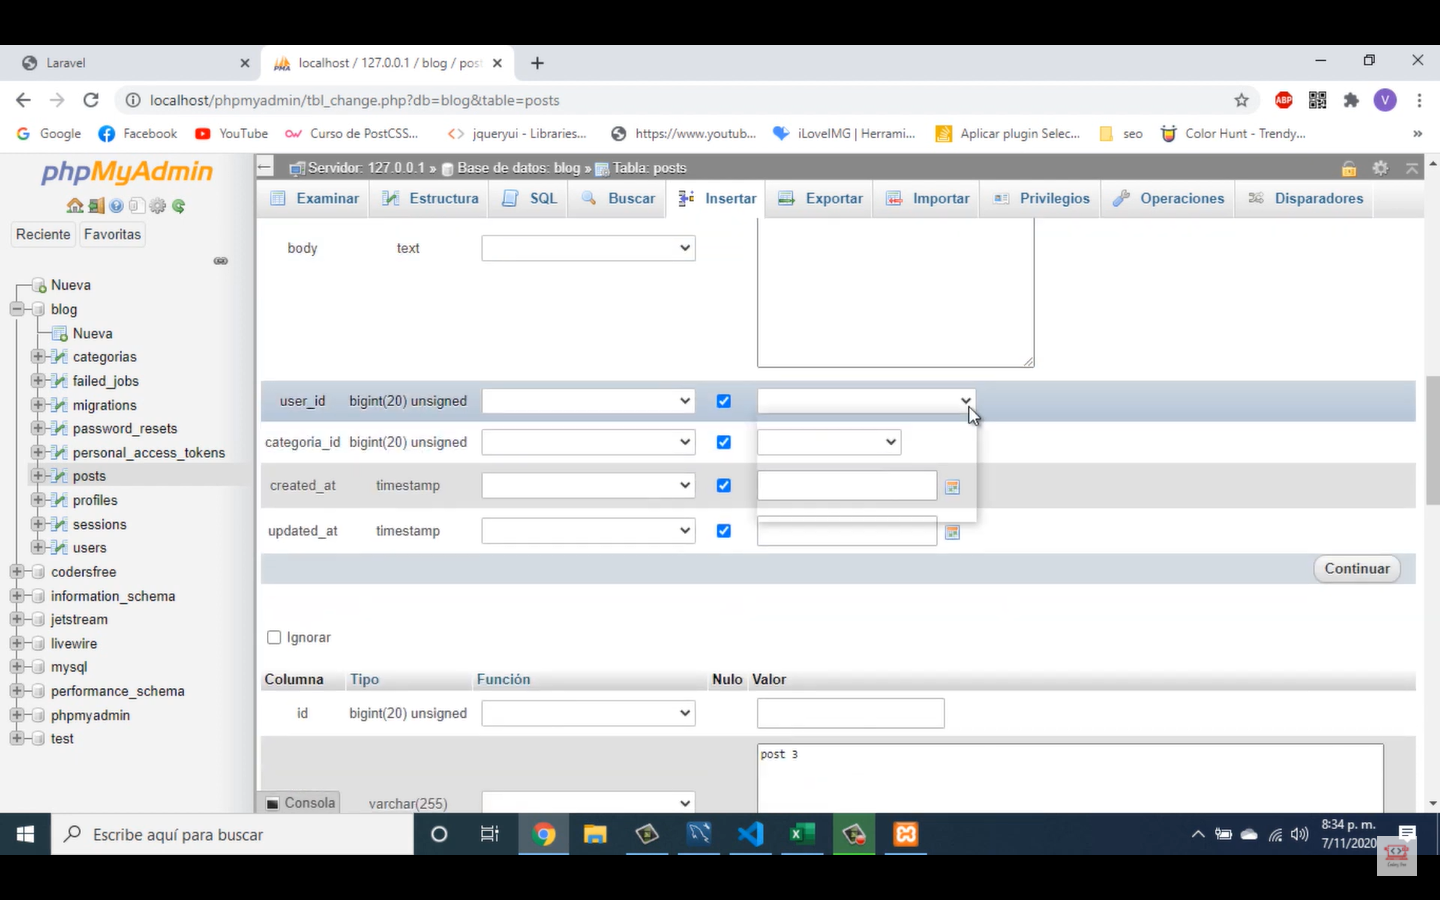 Laravel
localhost / 127.0.0.1 / blog / pos
localhost/phpmyadmin/tbl_change.php?db=blog&table=posts
ABP
V
Google
Facebook
YouTube
Curso de PostCSS...
jqueryui - Libraries...
https://www.youtub...
iLoveIMG | Herrami...
Aplicar plugin Selec...
seo
Color Hunt - Trendy...
»
phpMyAdmin
Reciente
Favoritas
Nueva
blog
Nueva
categorias
failed_jobs
migrations
password_resets
personal_access_tokens
posts
profiles
sessions
users
codersfree
information_schema
jetstream
livewire
mysql
performance_schema
phpmyadmin
test
Servidor: 127.0.0.1 » Base de datos: blog » Tabla: posts
Examinar
Estructura
SQL
Buscar
Insertar
Exportar
Importar
Privilegios
Operaciones
Disparadores
body text
user_id bigint(20) unsigned
categoria_id bigint(20) unsigned
created_at timestamp
updated_at timestamp
Continuar
Ignorar
Columna Tipo Función Nulo Valor
id bigint(20) unsigned
post 3
Consola
varchar(255)
Escribe aquí para buscar
8:34 p. m.
7/11/2020